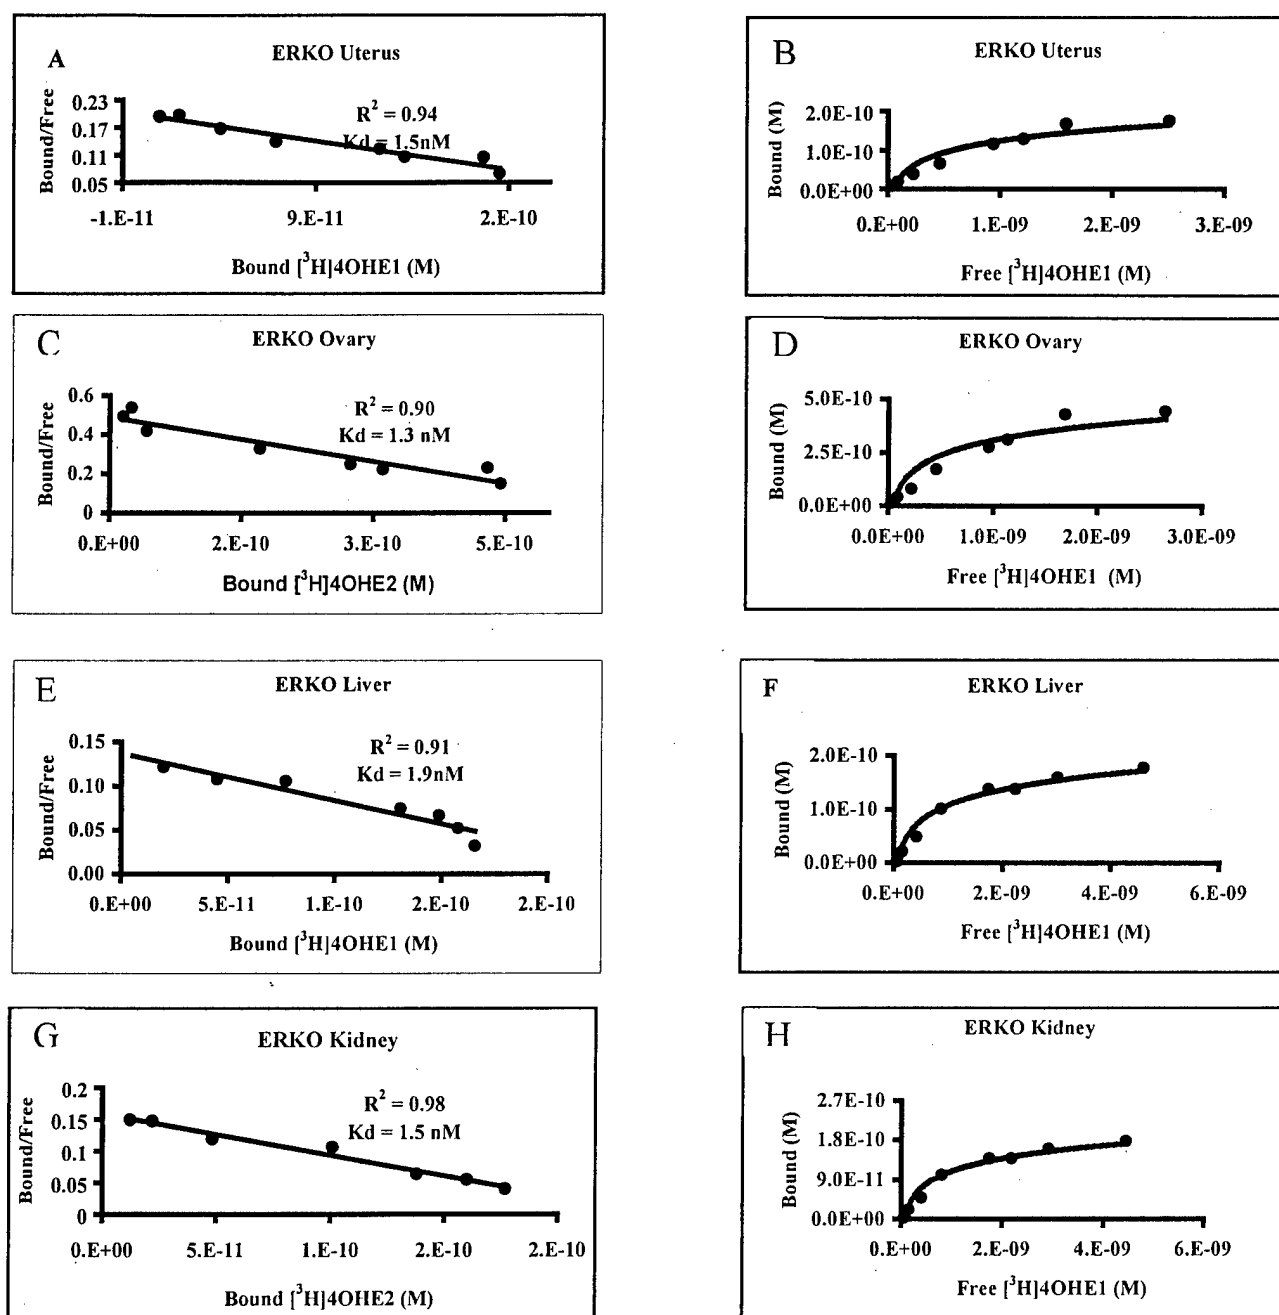 A
ERKO Uterus
Bound/Free
0.23
0.17
0.11
0.05
R² = 0.94
Kd = 1.5nM
-1.E-11 9.E-11 2.E-10
Bound [³H]4OHE1 (M)
B
ERKO Uterus
Bound (M)
2.0E-10
1.0E-10
0.0E+00
0.E+00 1.E-09 2.E-09 3.E-09
Free [³H]4OHE1 (M)
C
ERKO Ovary
Bound/Free
0.6
0.4
0.2
0
R² = 0.90
Kd = 1.3 nM
0.E+00 2.E-10 3.E-10 5.E-10
Bound [³H]4OHE2 (M)
D
ERKO Ovary
Bound (M)
5.0E-10
2.5E-10
0.0E+00
0.0E+00 1.0E-09 2.0E-09 3.0E-09
Free [³H]4OHE1 (M)
E
ERKO Liver
Bound/Free
0.15
0.10
0.05
0.00
R² = 0.91
Kd = 1.9nM
0.E+00 5.E-11 1.E-10 2.E-10 2.E-10
Bound [³H]4OHE1 (M)
F
ERKO Liver
Bound (M)
2.0E-10
1.0E-10
0.0E+00
0.E+00 2.E-09 4.E-09 6.E-09
Free [³H]4OHE1 (M)
G
ERKO Kidney
Bound/Free
0.2
0.15
0.1
0.05
0
R² = 0.98
Kd = 1.5 nM
0.E+00 5.E-11 1.E-10 2.E-10 2.E-10
Bound [³H]4OHE2 (M)
H
ERKO Kidney
Bound (M)
2.7E-10
1.8E-10
9.0E-11
0.0E+00
0.E+00 2.E-09 4.E-09 6.E-09
Free [³H]4OHE1 (M)